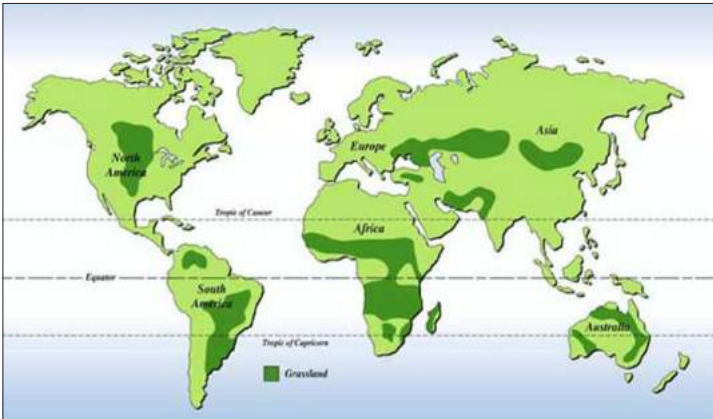 North
America
Europe
Asia
Tropic of Cancer
Africa
Equator
South
America
Australia
Tropic of Capricorn
Grassland